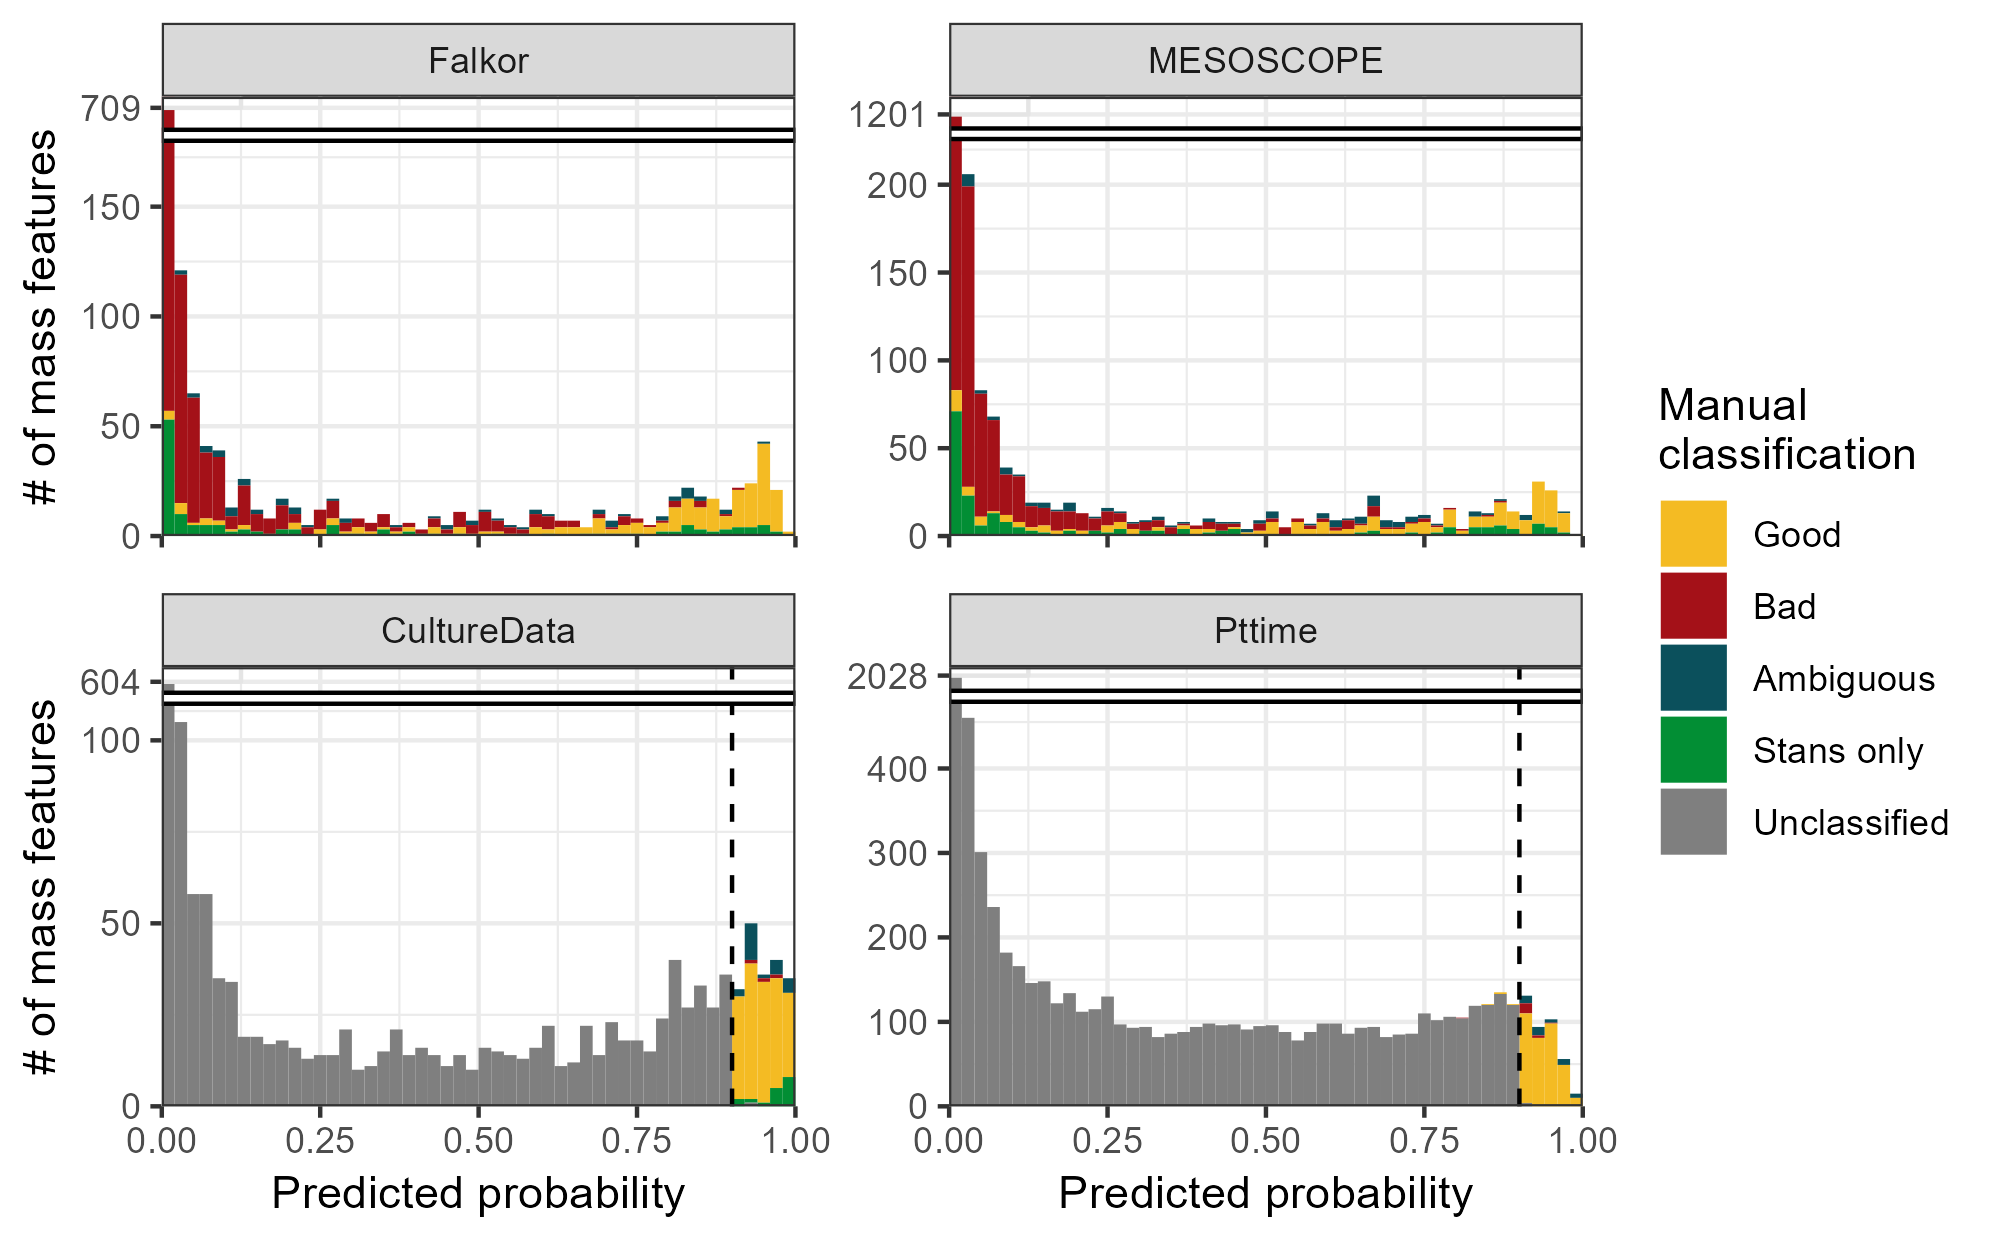 Falkor
MESOSCOPE
709
150
100
50
0
# of mass features
1201
200
150
100
50
0
CultureData
Pttime
604
100
50
0
# of mass features
2028
400
300
200
100
0
0.00 0.25 0.50 0.75 1.00
Predicted probability
0.00 0.25 0.50 0.75 1.00
Predicted probability
Manual
classification
Good
Bad
Ambiguous
Stans only
Unclassified